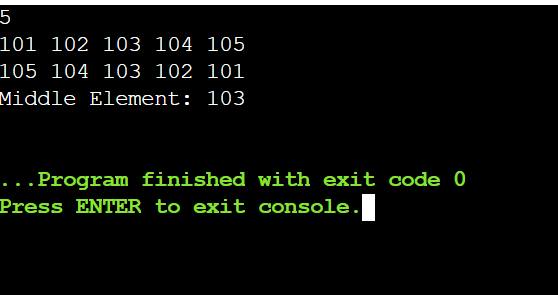 5
101 102 103 104 105
105 104 103 102 101
Middle Element: 103
...Program finished with exit code 0
Press ENTER to exit console.